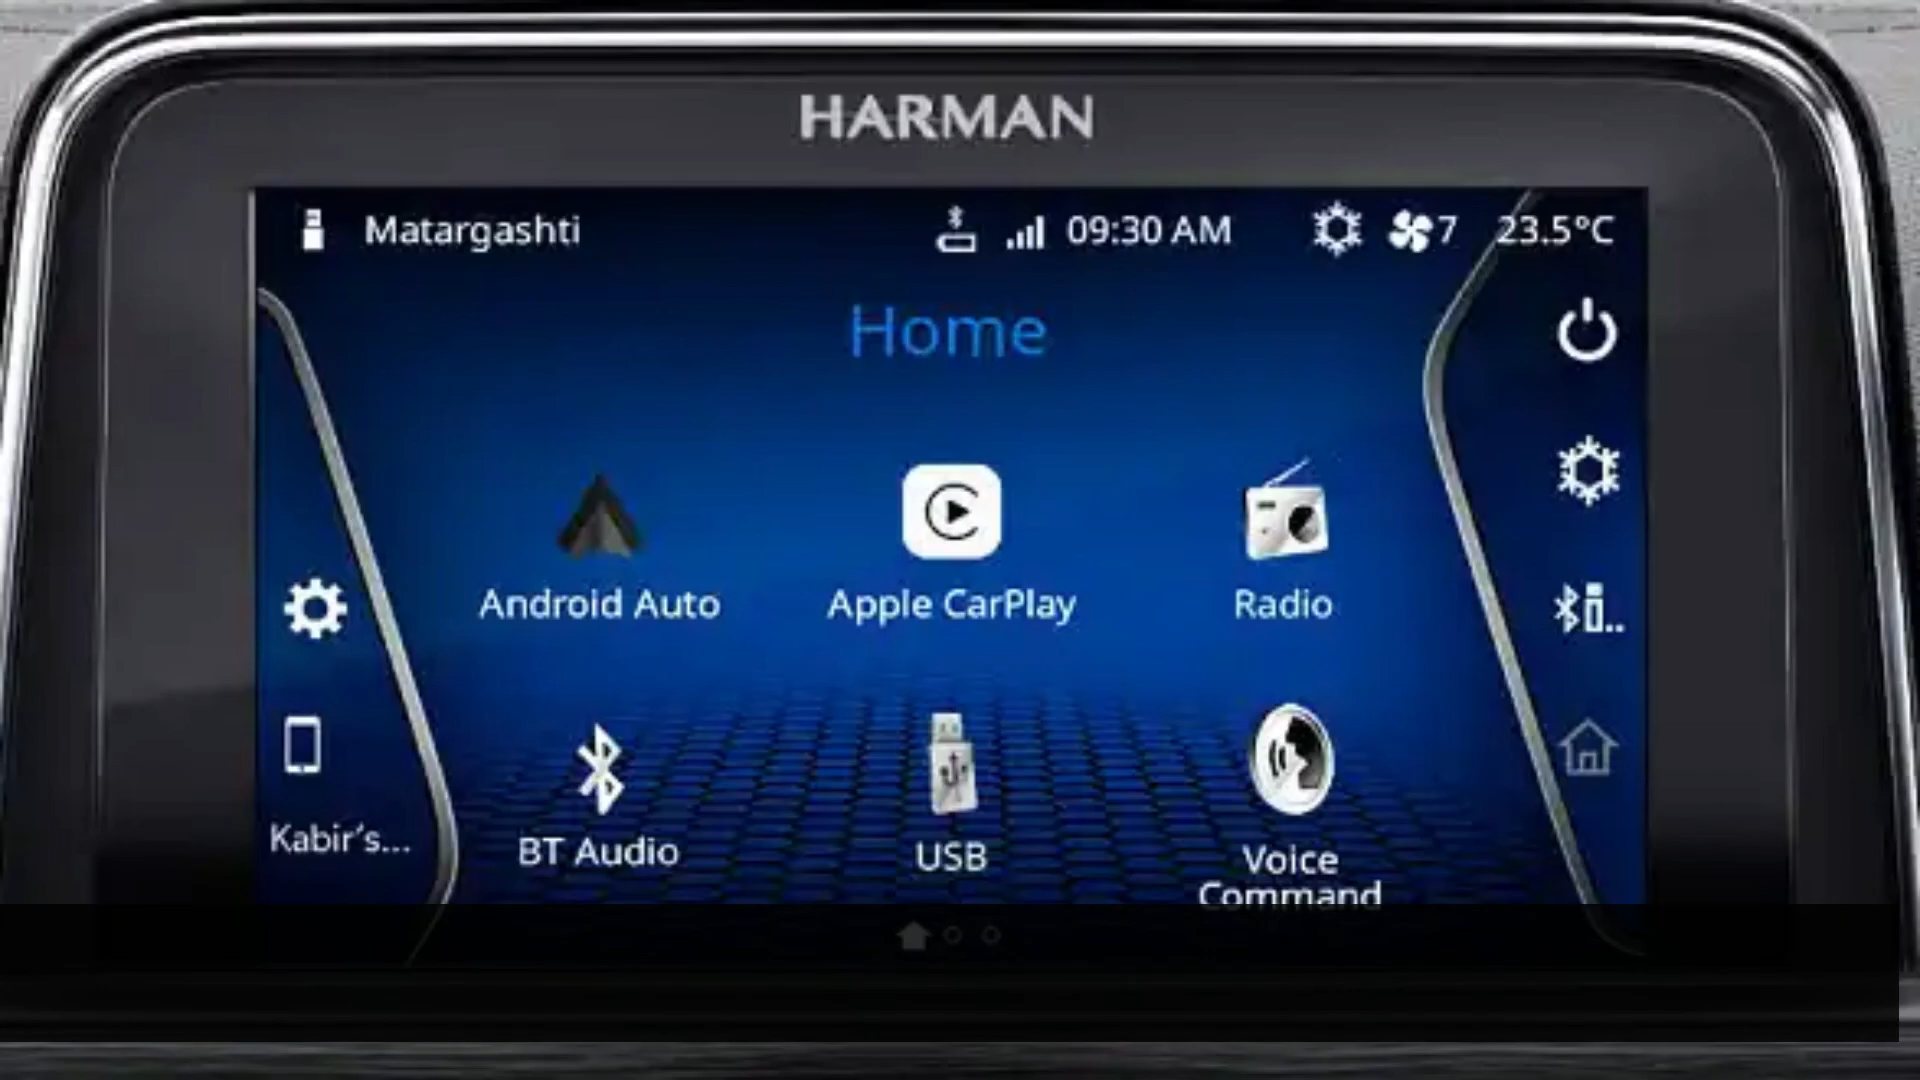 HARMAN
Matargashti
09:30 AM
7
23.5°C
Home
Android Auto
Apple CarPlay
Radio
Kabir's...
BT Audio
USB
Voice
Command